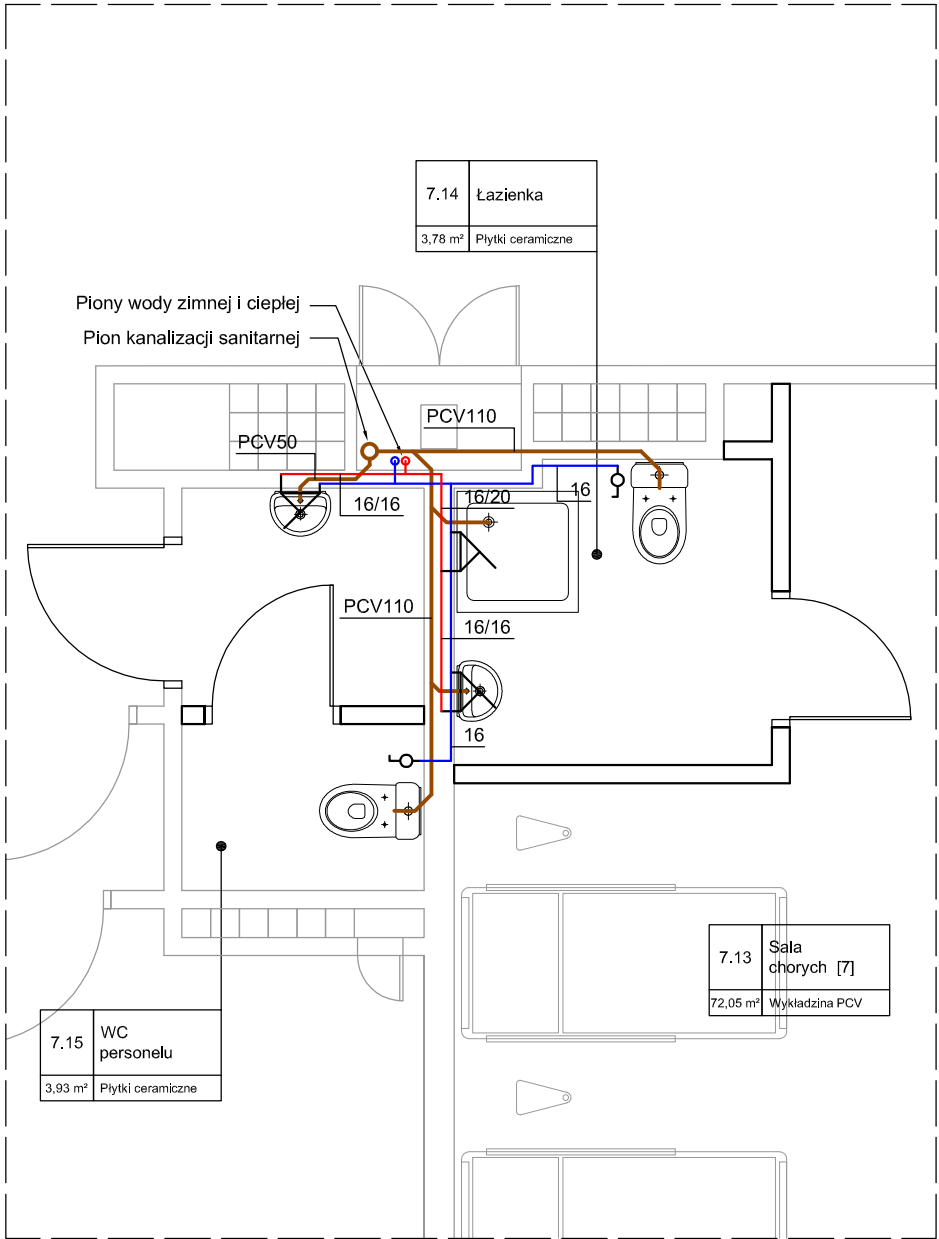 7.14 Łazienka
3,78 m² Płytki ceramiczne
Piony wody zimnej i ciepłej
Pion kanalizacji sanitarnej
PCV110
PCV50
16/16
16/20
16
PCV110
16/16
16
7.13 Sala
chorych [7]
72,05 m² Wykładzina PCV
7.15 WC
personelu
3,93 m² Płytki ceramiczne